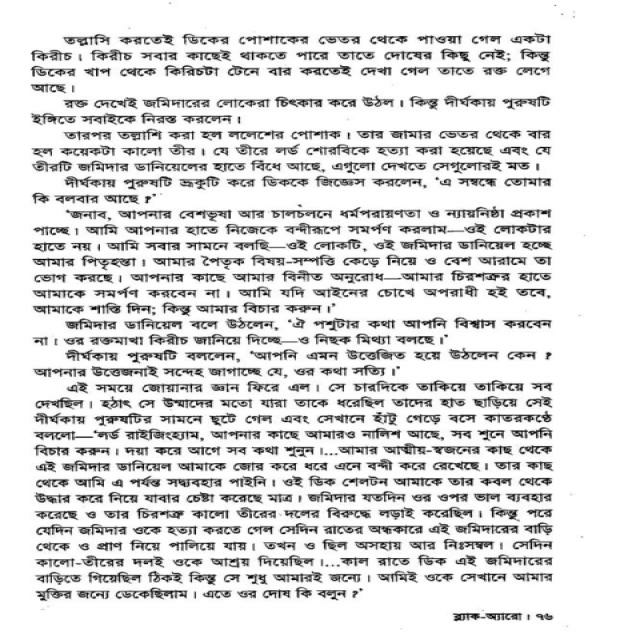 তল্লাসি করতেই ডিকের পোশাকের ভেতর থেকে পাওয়া গেল একটা
কিরীচ। কিরীচ সবার কাছেই থাকতে পারে তাতে দোষের কিছু নেই; কিন্তু
ডিকের খাপ থেকে কিরিচটা টেনে বার করতেই দেখা গেল তাতে রক্ত লেগে
আছে।
রক্ত দেখেই জমিদারের লোকেরা চিৎকার করে উঠল। কিন্তু দীর্ঘকায় পুরুষটি
ইঙ্গিতে সবাইকে নিরস্ত করলেন।
তারপর তল্লাশি করা হল ললেশের পোশাক। তার জামার ভেতর থেকে বার
হল কয়েকটা কালো তীর। যে তীরে লর্ড শোরবিকে হত্যা করা হয়েছে এবং যে
তীরটি জমিদার ডানিয়েলের হাতে বিঁধে আছে, এগুলো দেখতে সেগুলোরই মত।
দীর্ঘকায় পুরুষটি ভ্রূকুটি করে ডিককে জিজ্ঞেস করলেন, ‘এ সম্বন্ধে তোমার
কি বলবার আছে?’
‘জনাব, আপনার বেশভূষা আর চালচলনে ধর্মপরায়ণতা ও ন্যায়নিষ্ঠা প্রকাশ
পাচ্ছে। আমি আপনার হাতে নিজেকে বন্দীরূপে সমর্পণ করলাম—ওই লোকটার
হাতে নয়। আমি সবার সামনে বলছি—ওই লোকটি, ওই জমিদার ডানিয়েল হচ্ছে
আমার পিতৃহন্তা। আমার পৈতৃক বিষয়-সম্পত্তি কেড়ে নিয়ে ও বেশ আরামে তা
ভোগ করছে। আপনার কাছে আমার বিনীত অনুরোধ—আমার চিরশত্রুর হাতে
আমাকে সমর্পণ করবেন না। আমি যদি আইনের চোখে অপরাধী হই তবে,
আমাকে শাস্তি দিন; কিন্তু আমার বিচার করুন।’
জমিদার ডানিয়েল বলে উঠলেন, ‘ঐ পশুটার কথা আপনি বিশ্বাস করবেন
না। ওর রক্তমাখা কিরীচ জানিয়ে দিচ্ছে—ও নিছক মিথ্যা বলছে।’
দীর্ঘকায় পুরুষটি বললেন, ‘আপনি এমন উত্তেজিত হয়ে উঠলেন কেন?
আপনার উত্তেজনাই সন্দেহ জাগাচ্ছে যে, ওর কথা সত্যি।’
এই সময়ে জোয়ানার জ্ঞান ফিরে এল। সে চারদিকে তাকিয়ে তাকিয়ে সব
দেখছিল। হঠাৎ সে উন্মাদের মতো যারা তাকে ধরেছিল তাদের হাত ছাড়িয়ে সেই
দীর্ঘকায় পুরুষটির সামনে ছুটে গেল এবং সেখানে হাঁটু গেড়ে বসে কাতরকণ্ঠে
বললো—‘লর্ড রাইজিংহ্যাম, আপনার কাছে আমারও নালিশ আছে, সব শুনে আপনি
বিচার করুন। দয়া করে আগে সব কথা শুনুন।...আমার আত্মীয়-স্বজনের কাছ থেকে
এই জমিদার ডানিয়েল আমাকে জোর করে ধরে এনে বন্দী করে রেখেছে। তার কাছ
থেকে আমি এ পর্যন্ত সদ্ব্যবহার পাইনি। ওই ডিক শেলটন আমাকে তার কবল থেকে
উদ্ধার করে নিয়ে যাবার চেষ্টা করেছে মাত্র। জমিদার যতদিন ওর ওপর ভাল ব্যবহার
করেছে ও তার চিরশত্রু কালো তীরের দলের বিরুদ্ধে লড়াই করেছিল। কিন্তু পরে
যেদিন জমিদার ওকে হত্যা করতে গেল সেদিন রাতের অন্ধকারে এই জমিদারের বাড়ি
থেকে ও প্রাণ নিয়ে পালিয়ে যায়। তখন ও ছিল অসহায় আর নিঃসম্বল। সেদিন
কালো-তীরের দলই ওকে আশ্রয় দিয়েছিল।...কাল রাতে ডিক এই জমিদারের
বাড়িতে গিয়েছিল ঠিকই কিন্তু সে শুধু আমারই জন্যে। আমিই ওকে সেখানে আমার
মুক্তির জন্যে ডেকেছিলাম। এতে ওর দোষ কি বলুন?’
ব্ল্যাক-অ্যারো। ৭৬